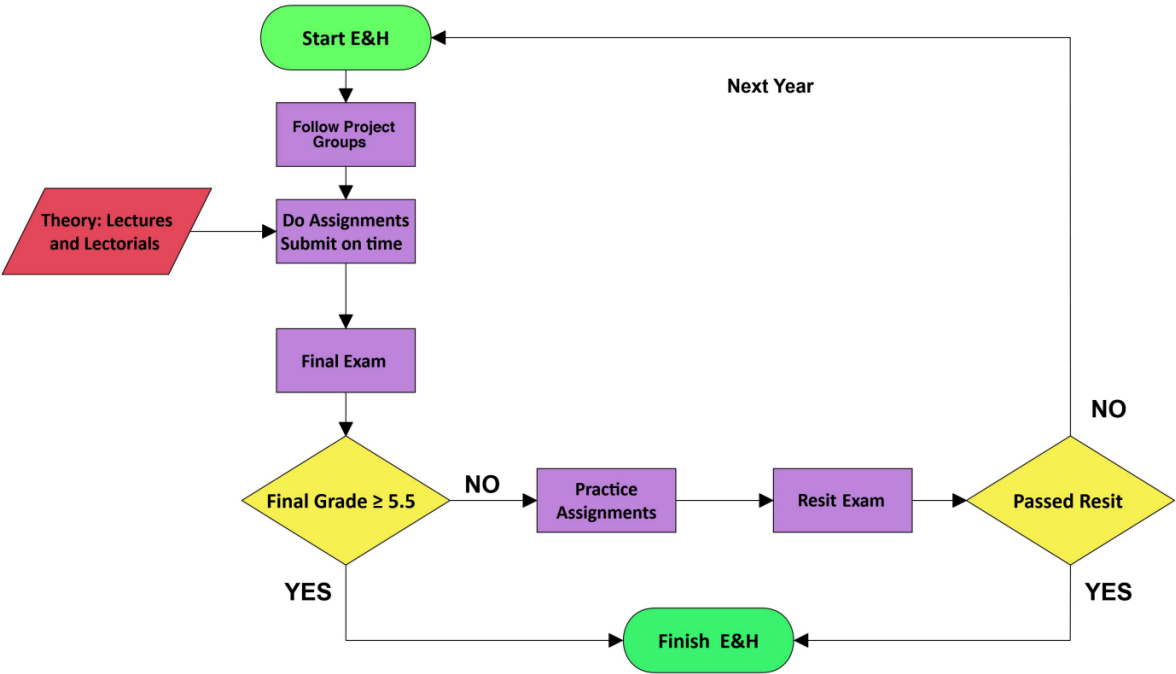 Start E&H
Next Year
Follow Project
Groups
Theory: Lectures
and Lectorials
Do Assignments
Submit on time
Final Exam
NO
Final Grade ≥ 5.5
NO
Practice
Assignments
Resit Exam
Passed Resit
YES
YES
Finish E&H